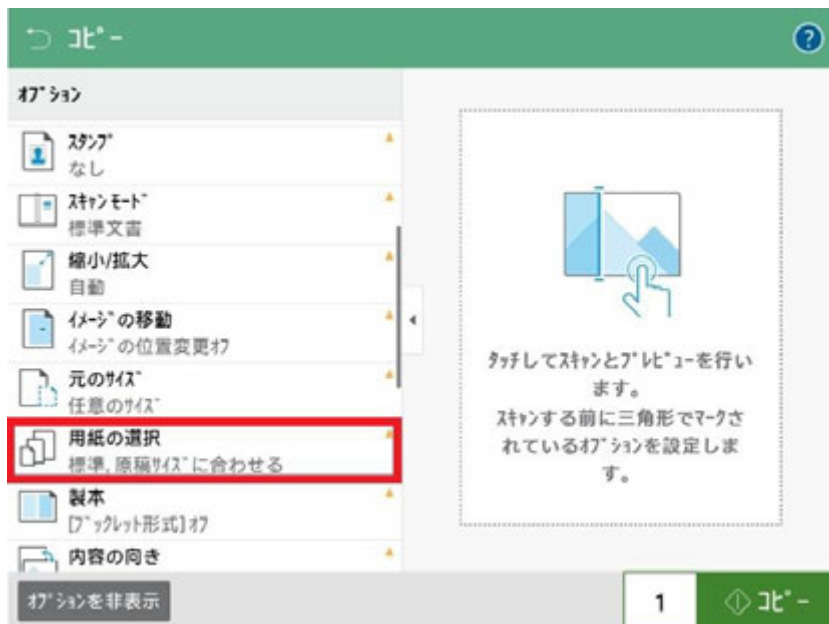 ｺﾋﾟｰ
?
ｵﾌﾟｼｮﾝ
ｽﾀﾝﾌﾟ
なし
ｽｷｬﾝ ﾓｰﾄﾞ
標準文書
縮小/拡大
自動
ｲﾒｰｼﾞの移動
ｲﾒｰｼﾞの位置変更ｵﾌ
元のｻｲｽﾞ
任意のｻｲｽﾞ
用紙の選択
標準, 原稿ｻｲｽﾞに合わせる
製本
[ﾌﾞｯｸﾚｯﾄ形式] ｵﾌ
内容の向き
ﾀｯﾁしてｽｷｬﾝとﾌﾟﾚﾋﾞｭｰを行い
ます。
ｽｷｬﾝする前に三角形でﾏｰｸさ
れているｵﾌﾟｼｮﾝを設定しま
す。
ｵﾌﾟｼｮﾝを非表示
1
ｺﾋﾟｰ